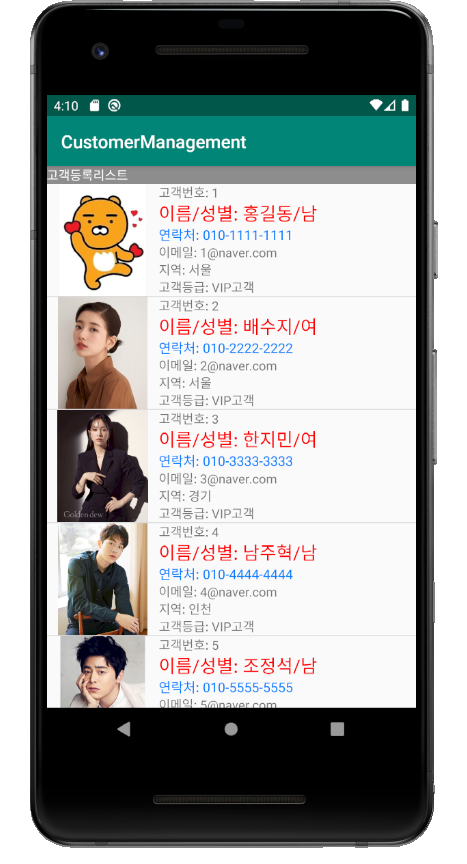 4:10
CustomerManagement
고객등록리스트
고객번호: 1
이름/성별: 홍길동/남
연락처: 010-1111-1111
이메일: 1@naver.com
지역: 서울
고객등급: VIP고객
고객번호: 2
이름/성별: 배수지/여
연락처: 010-2222-2222
이메일: 2@naver.com
지역: 서울
고객등급: VIP고객
고객번호: 3
이름/성별: 한지민/여
연락처: 010-3333-3333
이메일: 3@naver.com
지역: 경기
고객등급: VIP고객
Golden dew
고객번호: 4
이름/성별: 남주혁/남
연락처: 010-4444-4444
이메일: 4@naver.com
지역: 인천
고객등급: VIP고객
고객번호: 5
이름/성별: 조정석/남
연락처: 010-5555-5555
이메일: 5@naver.com